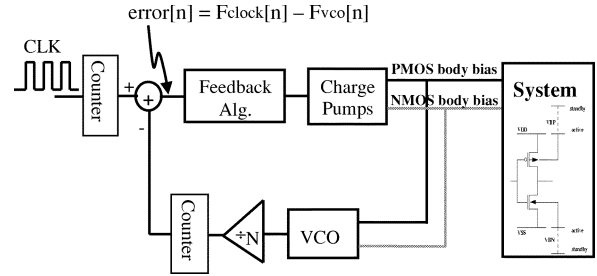 error[n] = Fclock[n] – Fvco[n]
CLK
Counter
+
+
-
Feedback
Alg.
Charge
Pumps
PMOS body bias
NMOS body bias
System
standby
VBP
VDD
active
VSS
active
VBN
standby
Counter
÷N
VCO